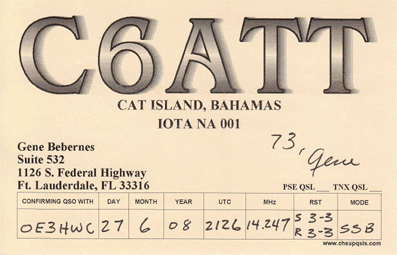 C6ATT
CAT ISLAND, BAHAMAS
IOTA NA 001
73, Gene
Gene Bebernes
Suite 532
1126 S. Federal Highway
Ft. Lauderdale, FL 33316
PSE QSL __ TNX QSL __
CONFIRMING QSO WITH DAY MONTH YEAR UTC MHz RST MODE
OE3HWC 27 6 08 2126 14.247 S 3-3 SSB
R 3-3
www.cheapqsls.com